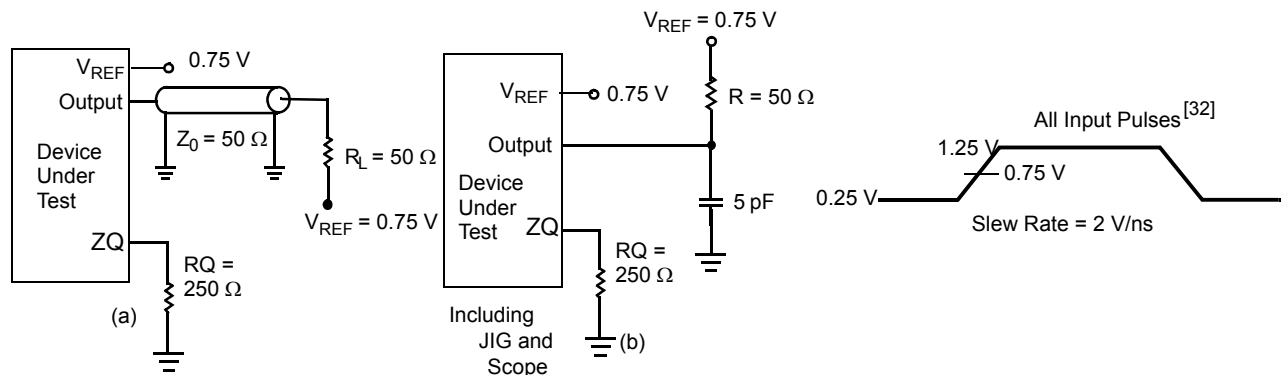 V_REF 0.75 V
Output
Z_0 = 50 Ω
Device
Under
Test
R_L = 50 Ω
V_REF = 0.75 V
ZQ
RQ =
250 Ω
(a)
V_REF = 0.75 V
V_REF 0.75 V
R = 50 Ω
Output
Device
Under
Test
5 pF
ZQ
RQ =
250 Ω
Including
JIG and
Scope
(b)
All Input Pulses[32]
1.25 V
0.75 V
0.25 V
Slew Rate = 2 V/ns